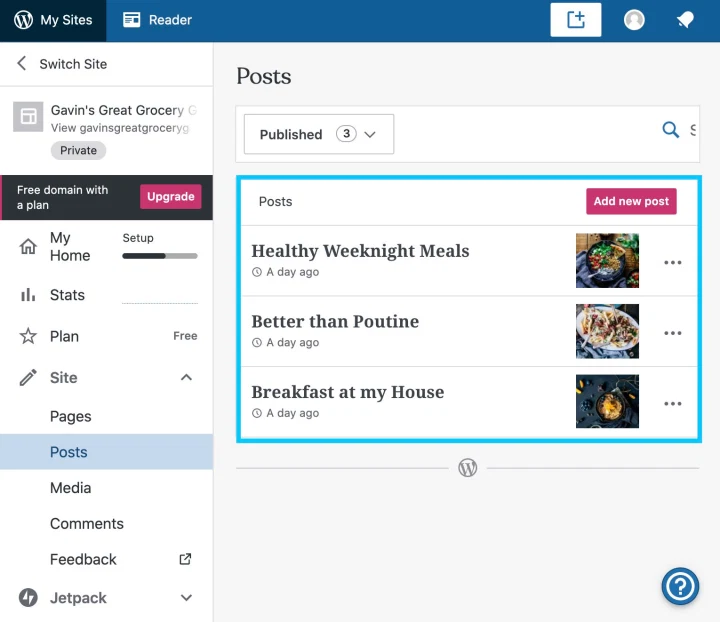 My Sites
Reader
Switch Site
Gavin's Great Grocery G
View gavinsgreatgroceryg
Private
Free domain with
a plan
Upgrade
My
Home
Setup
Stats
Plan
Free
Site
Pages
Posts
Media
Comments
Feedback
Jetpack
Posts
Published 3
S
Posts
Add new post
Healthy Weeknight Meals
A day ago
Better than Poutine
A day ago
Breakfast at my House
A day ago